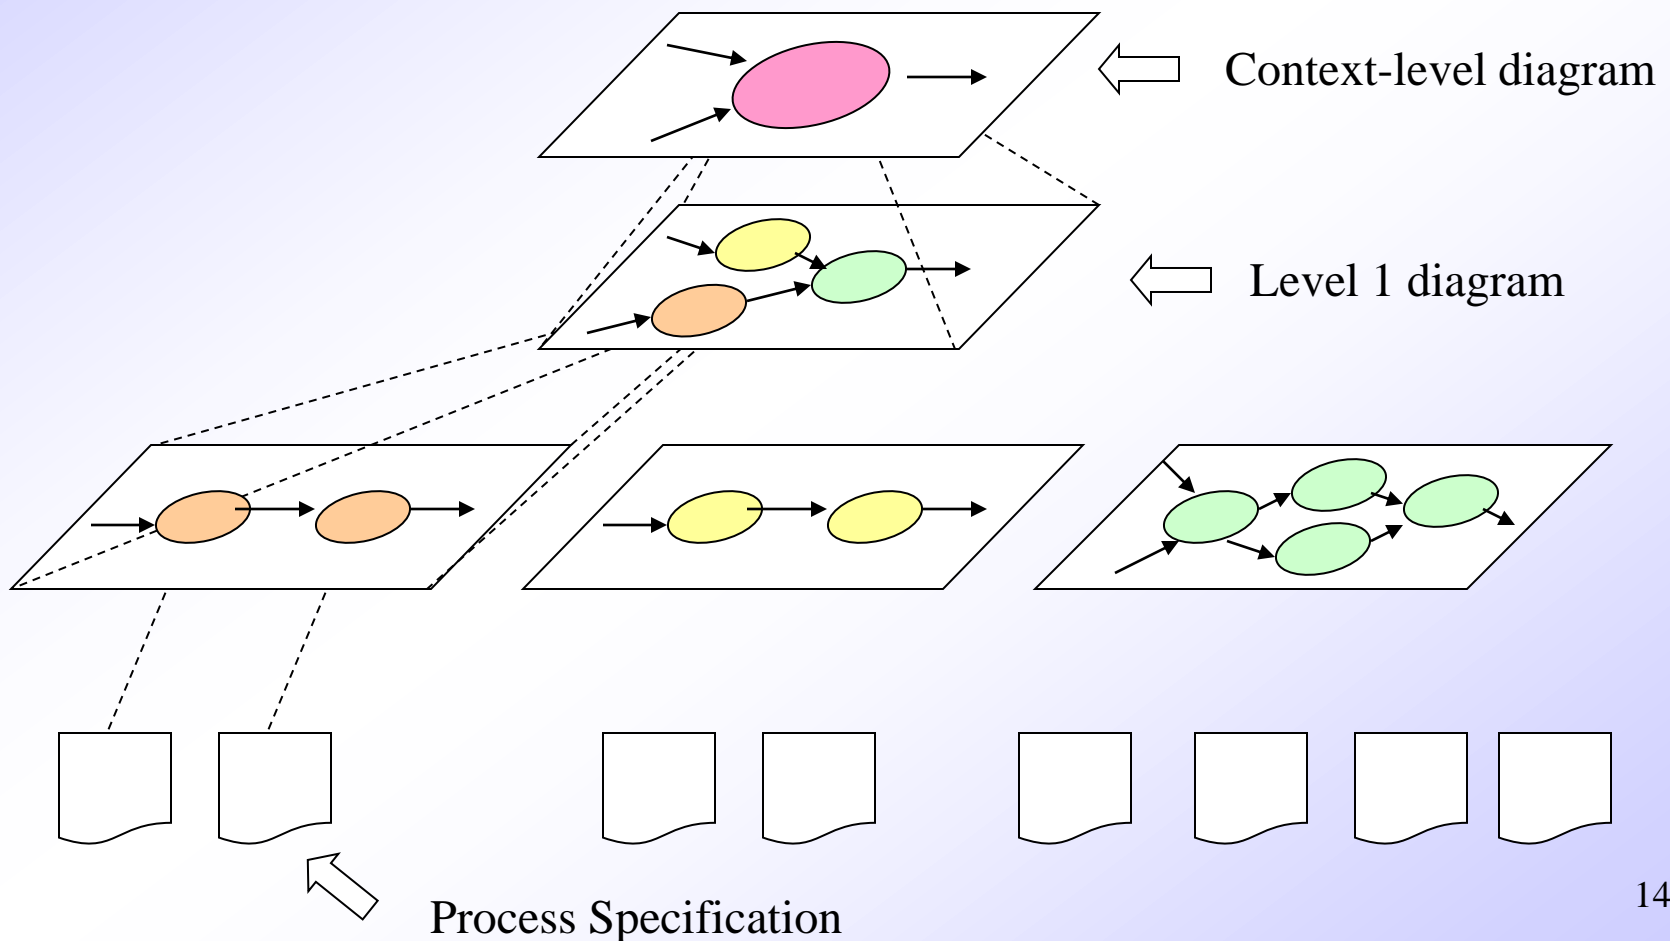 Context-level diagram
Level 1 diagram
Process Specification
14